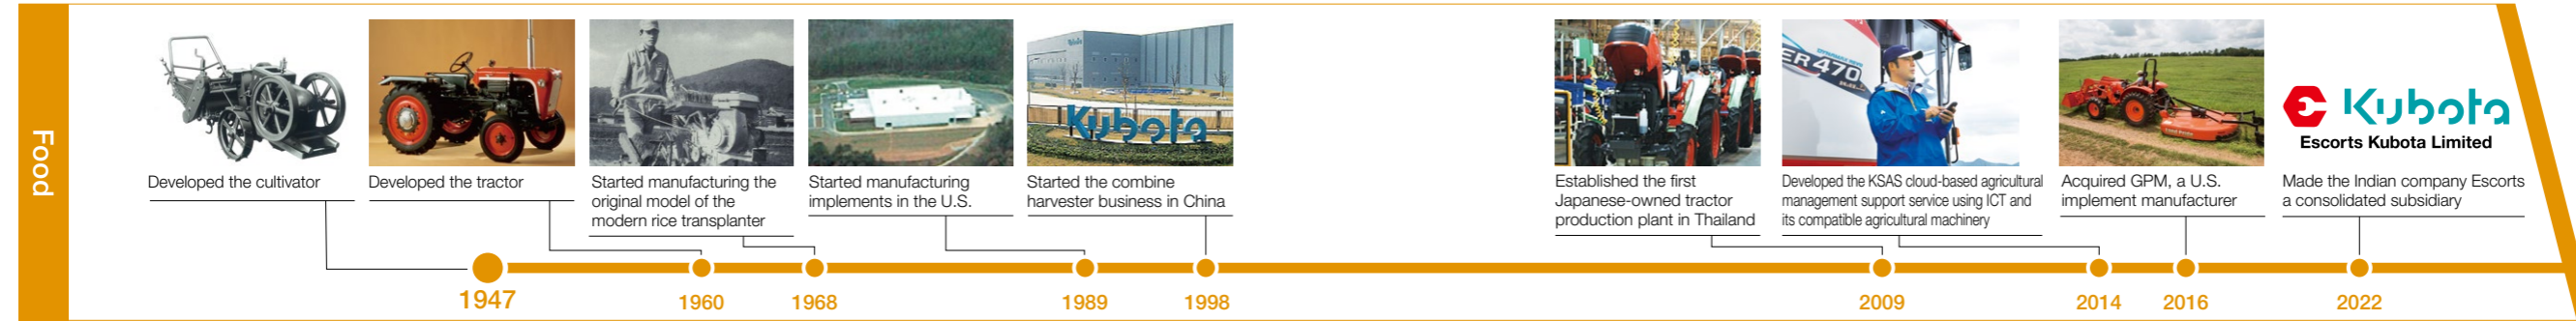 Food
Kubota
ER 470
Kubota
Escorts Kubota Limited
Developed the cultivator
Developed the tractor
Started manufacturing the
original model of the
modern rice transplanter
Started manufacturing
implements in the U.S.
Started the combine
harvester business in China
Established the first
Japanese-owned tractor
production plant in Thailand
Developed the KSAS cloud-based agricultural
management support service using ICT and
its compatible agricultural machinery
Acquired GPM, a U.S.
implement manufacturer
Made the Indian company Escorts
a consolidated subsidiary
1947
1960
1968
1989
1998
2009
2014
2016
2022